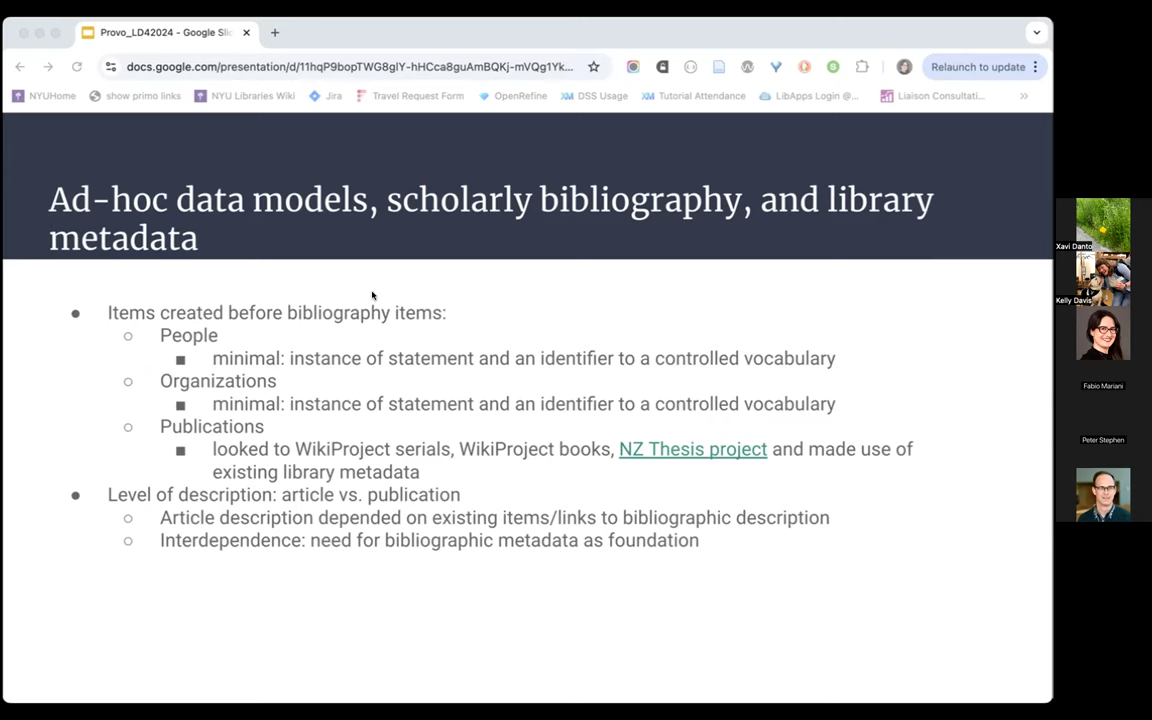 Provo_LD42024 - Google Slic
docs.google.com/presentation/d/11hqP9bopTWG8glY-hHCca8guAmBQKj-mVQg1Yk...
Relaunch to update
NYUHome
show primo links
NYU Libraries Wiki
Jira
Travel Request Form
OpenRefine
DSS Usage
Tutorial Attendance
LibApps Login @...
Liaison Consultati...
Ad-hoc data models, scholarly bibliography, and library
metadata
Items created before bibliography items:
People
minimal: instance of statement and an identifier to a controlled vocabulary
Organizations
minimal: instance of statement and an identifier to a controlled vocabulary
Publications
looked to WikiProject serials, WikiProject books, NZ Thesis project and made use of
existing library metadata
Level of description: article vs. publication
Article description depended on existing items/links to bibliographic description
Interdependence: need for bibliographic metadata as foundation
Xavi Danto
Kelly Davis
Fabio Mariani
Peter Stephen